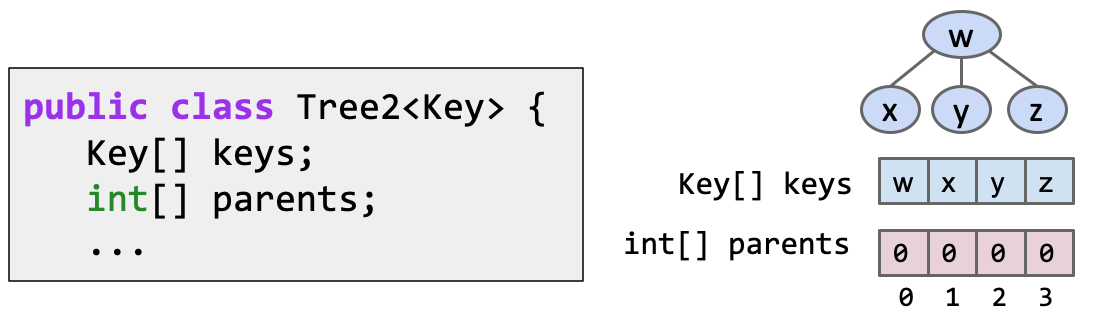 public class Tree2<Key> {
Key[] keys;
int[] parents;
...
w
x y z
Key[] keys w x y z
int[] parents 0 0 0 0
0 1 2 3